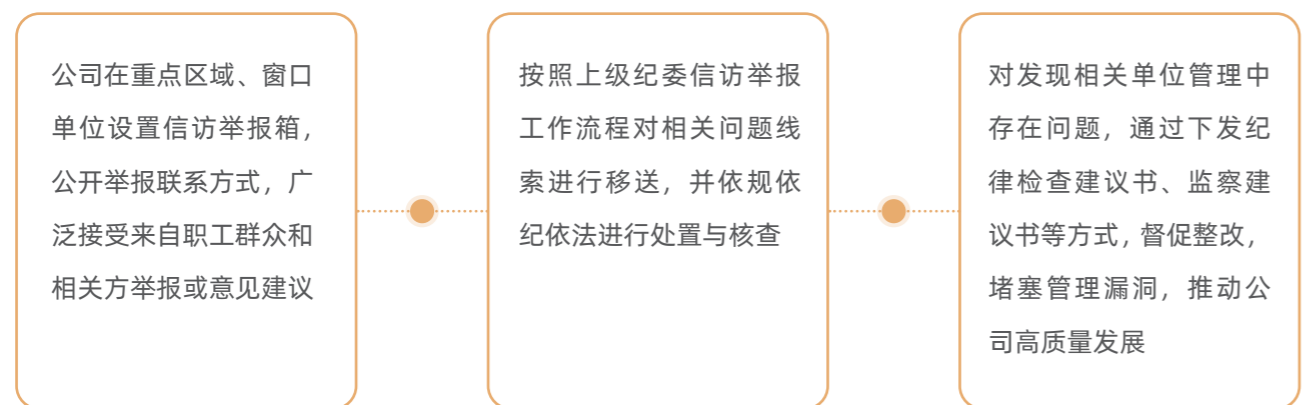 公司在重点区域、窗口
单位设置信访举报箱，
公开举报联系方式，广
泛接受来自职工群众和
相关方举报或意见建议
按照上级纪委信访举报
工作流程对相关问题线
索进行移送，并依规依
纪依法进行处置与核查
对发现相关单位管理中
存在问题，通过下发纪
律检查建议书、监察建
议书等方式，督促整改，
堵塞管理漏洞，推动公
司高质量发展